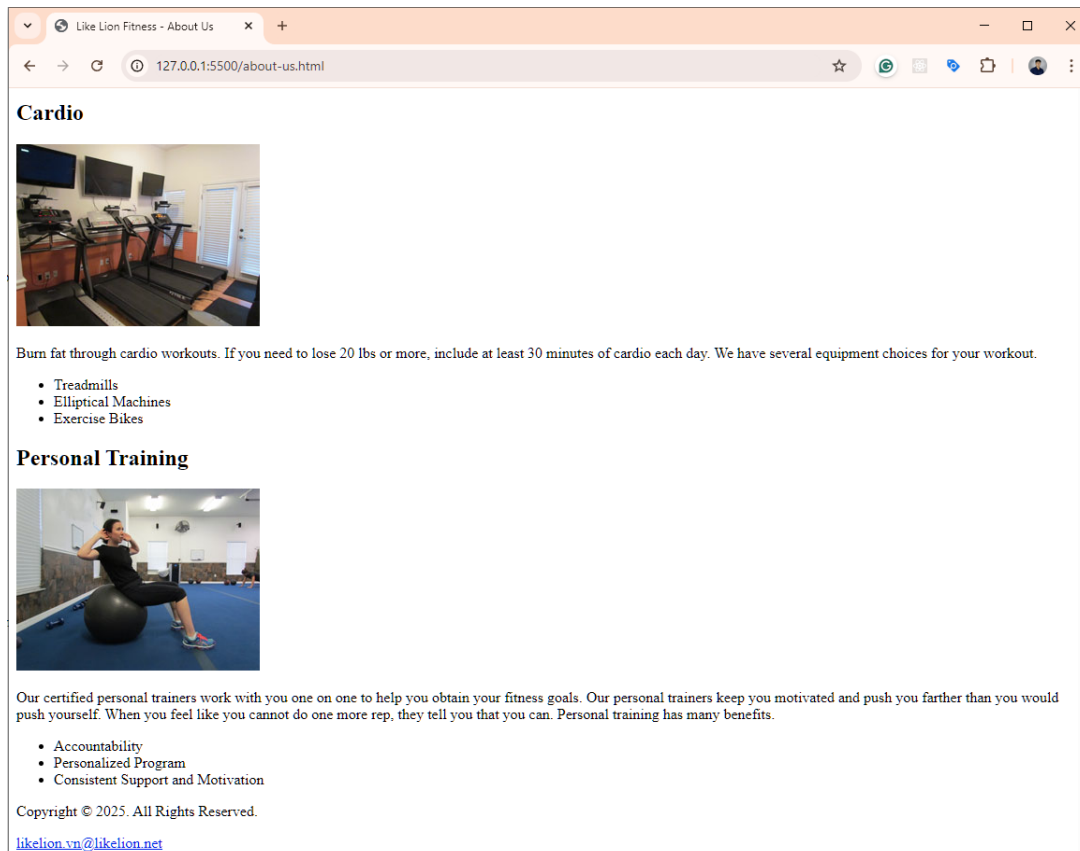 Like Lion Fitness - About Us
127.0.0.1:5500/about-us.html
Cardio
Burn fat through cardio workouts. If you need to lose 20 lbs or more, include at least 30 minutes of cardio each day. We have several equipment choices for your workout.
Treadmills
Elliptical Machines
Exercise Bikes
Personal Training
Our certified personal trainers work with you one on one to help you obtain your fitness goals. Our personal trainers keep you motivated and push you farther than you would
push yourself. When you feel like you cannot do one more rep, they tell you that you can. Personal training has many benefits.
Accountability
Personalized Program
Consistent Support and Motivation
Copyright © 2025. All Rights Reserved.
likelion.vn@likelion.net